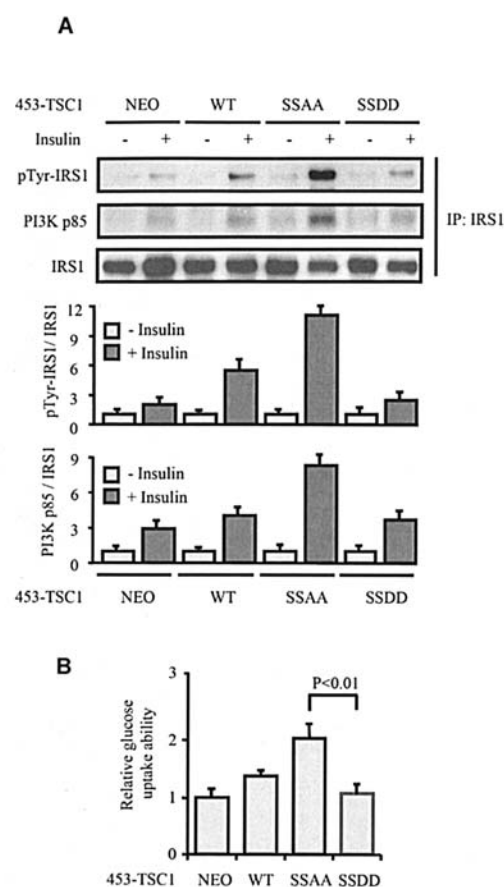 A
453-TSC1 NEO WT SSAA SSDD
Insulin - + - + - + - +
pTyr-IRS1
PI3K p85
IRS1
IP: IRS1
pTyr-IRS1/ IRS1
12
9
6
3
0
- Insulin
+ Insulin
PI3K p85 / IRS1
9
6
3
0
- Insulin
+ Insulin
453-TSC1 NEO WT SSAA SSDD
B
Relative glucose
uptake ability
3
2
1
0
P<0.01
453-TSC1 NEO WT SSAA SSDD